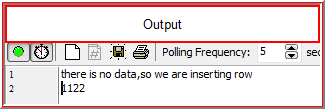 Output
Polling Frequency: 5 sec
1 there is no data,so we are inserting row
2 1122